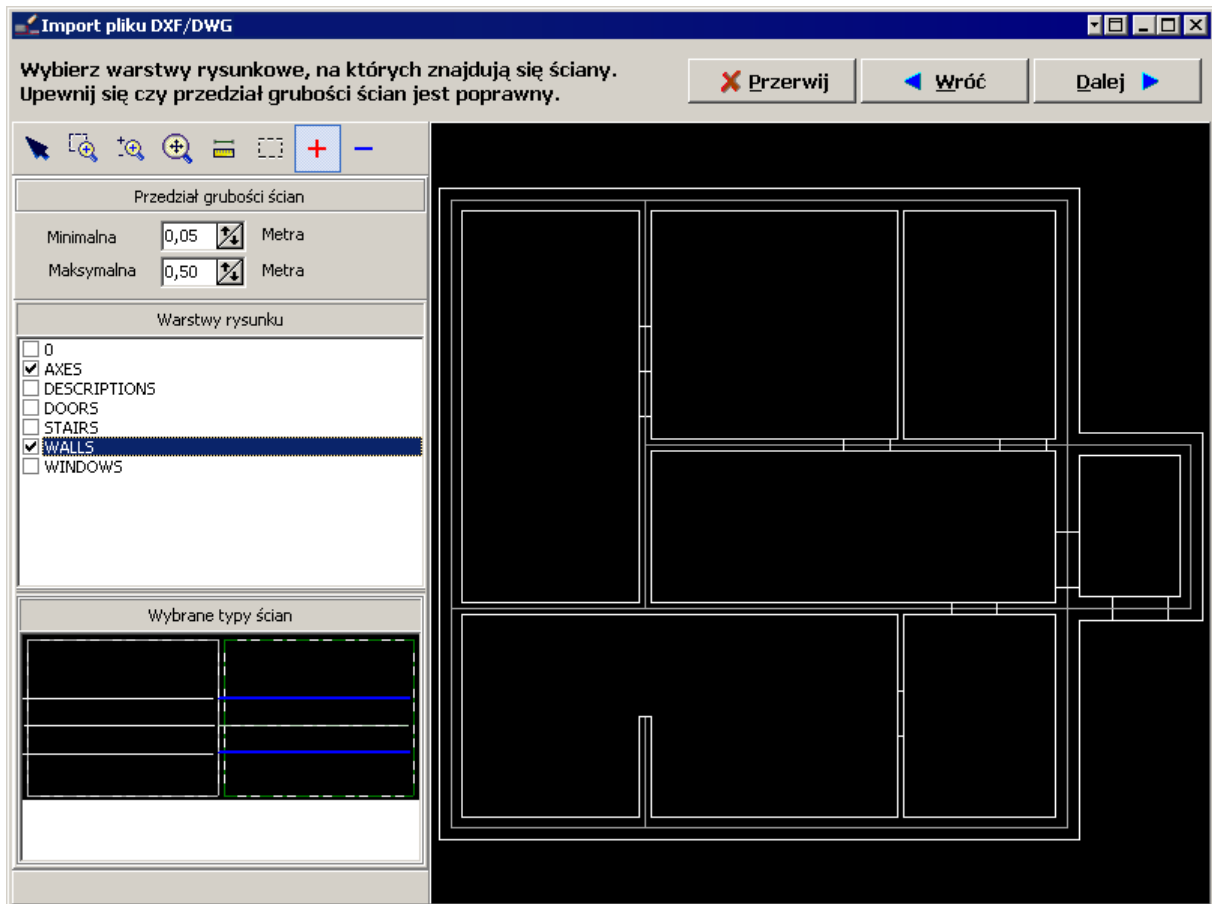 Import pliku DXF/DWG
Wybierz warstwy rysunkowe, na których znajdują się ściany.
Upewnij się czy przedział grubości ścian jest poprawny.
Przerwij
Wróć
Dalej
Przedział grubości ścian
Minimalna 0,05 Metra
Maksymalna 0,50 Metra
Warstwy rysunku
0
AXES
DESCRIPTIONS
DOORS
STAIRS
WALLS
WINDOWS
Wybrane typy ścian